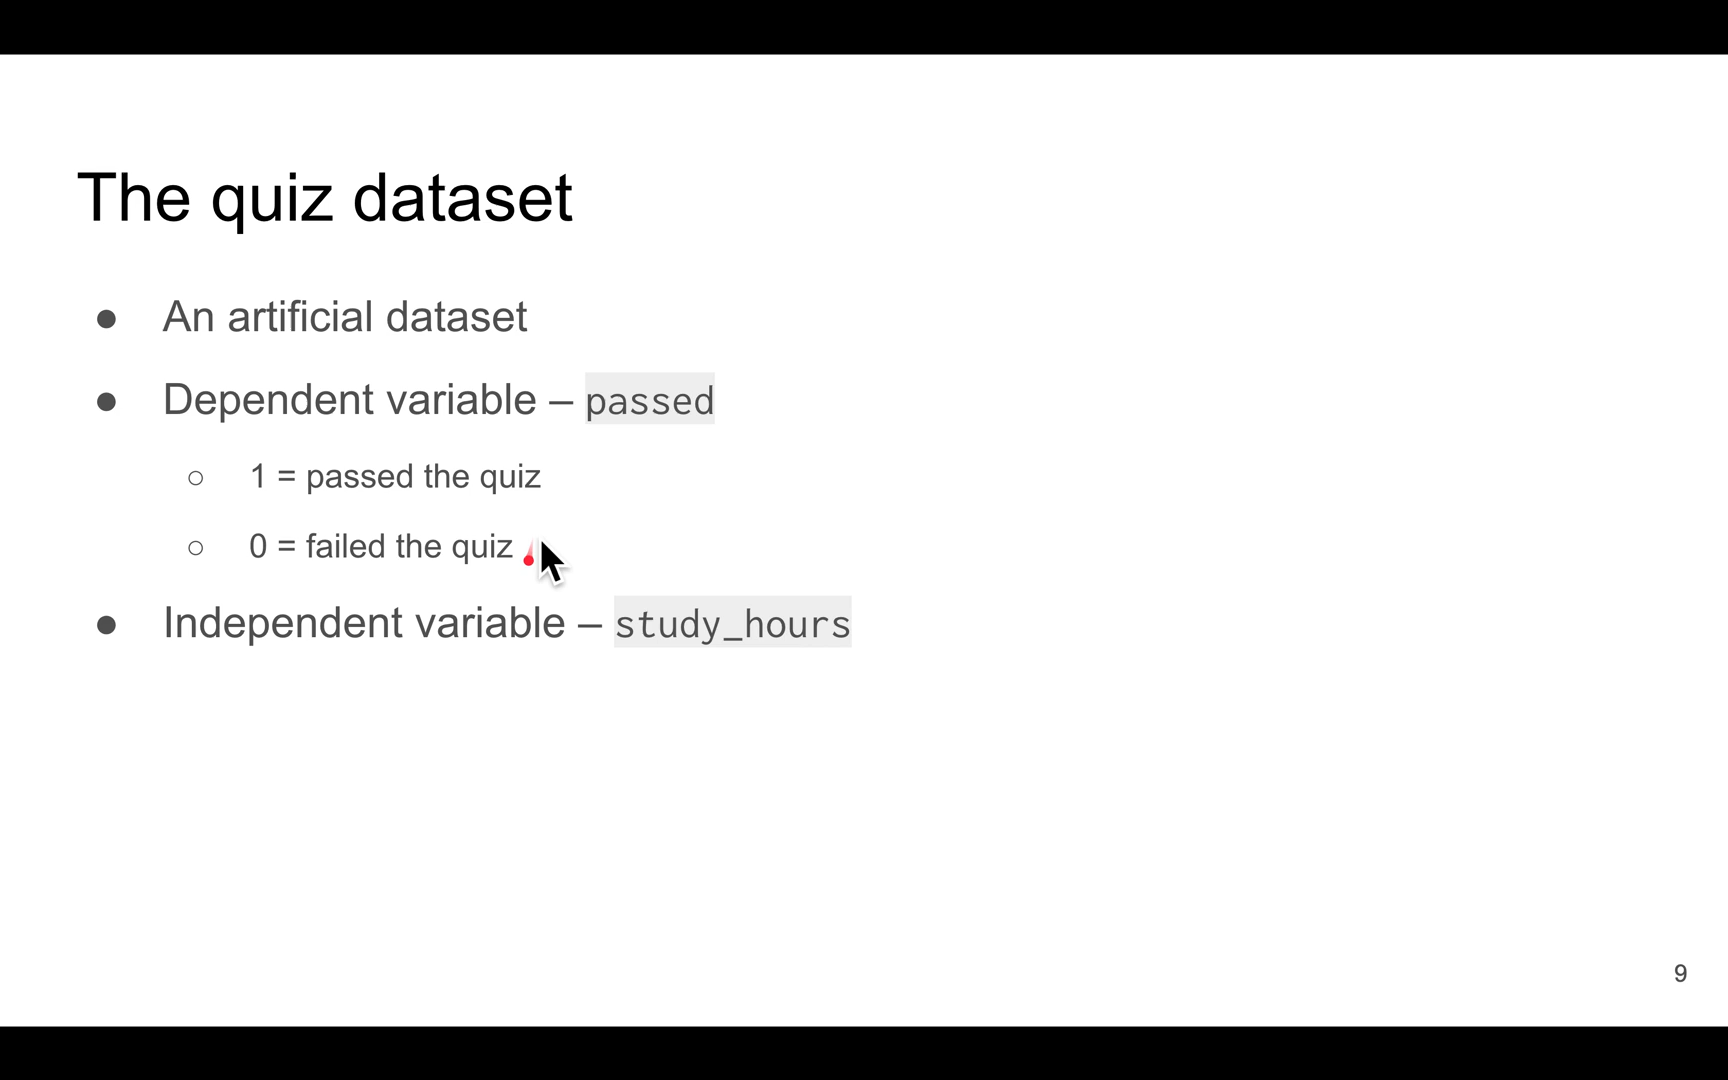 The quiz dataset
● An artificial dataset
● Dependent variable – passed
○ 1 = passed the quiz
○ 0 = failed the quiz
● Independent variable – study_hours
9